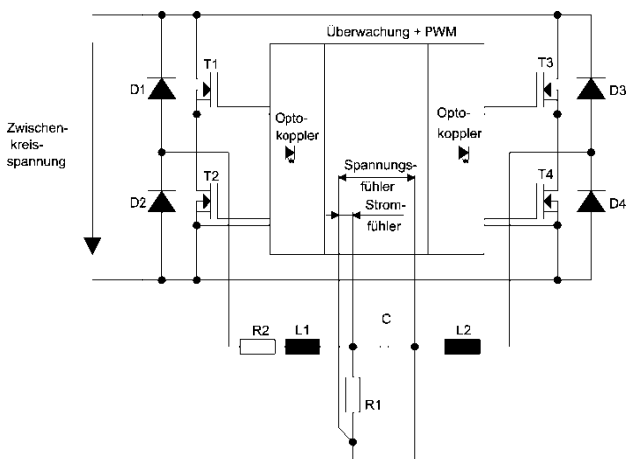 Überwachung + PWM
T1
T3
D1
D3
Opto-
koppler
Opto-
koppler
Zwischen-
kreis-
spannung
Spannungs-
fühler
T2
T4
Strom-
fühler
D2
D4
C
R2
L1
L2
R1